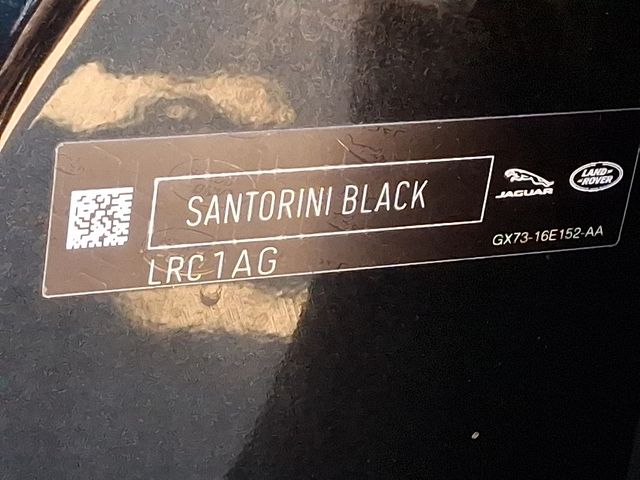 SANTORINI BLACK
LRC1AG
JAGUAR
LAND-
-ROVER
GX73-16E152-AA